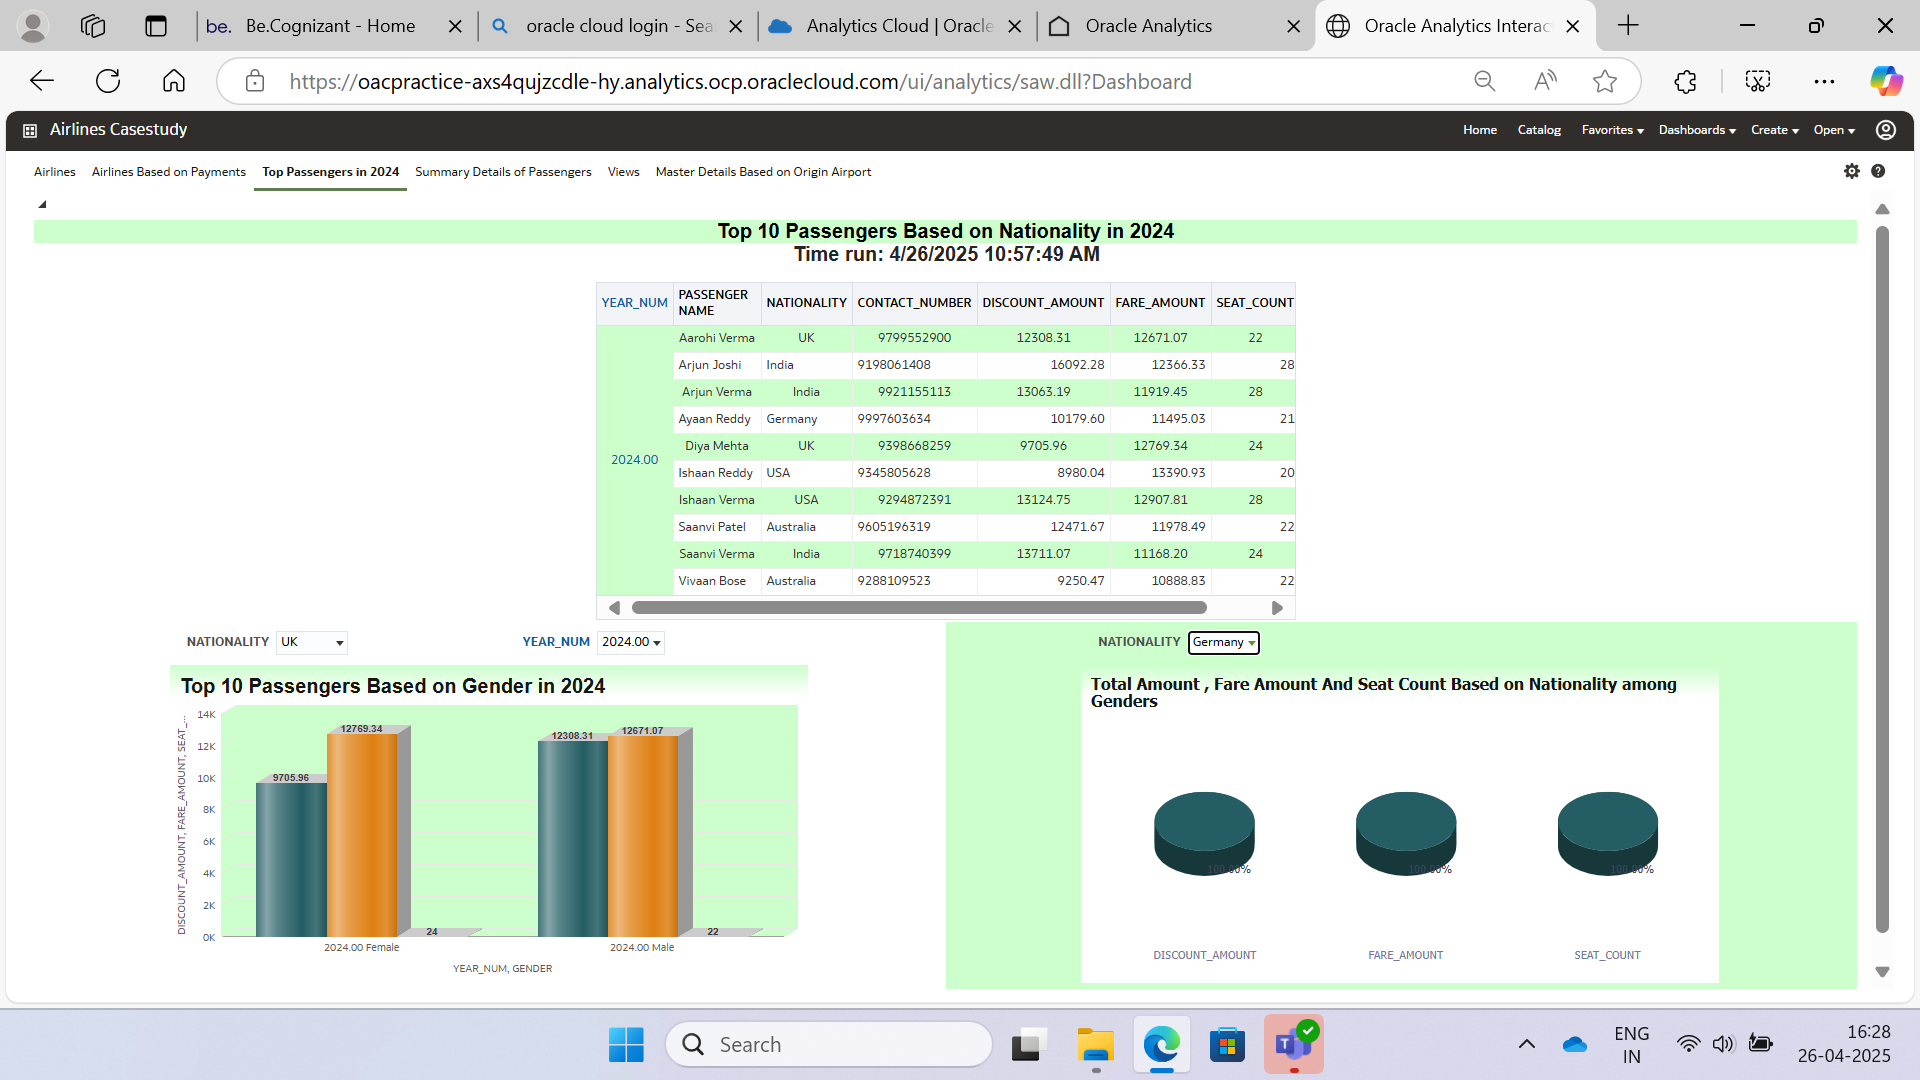 be. Be.Cognizant - Home
oracle cloud login - Sea
Analytics Cloud | Oracle
Oracle Analytics
Oracle Analytics Interac
https://oacpractice-axs4qujzcdle-hy.analytics.ocp.oraclecloud.com/ui/analytics/saw.dll?Dashboard
Airlines Casestudy
Home Catalog Favorites Dashboards Create Open
Airlines Airlines Based on Payments Top Passengers in 2024 Summary Details of Passengers Views Master Details Based on Origin Airport
Top 10 Passengers Based on Nationality in 2024
Time run: 4/26/2025 10:57:49 AM
YEAR_NUM PASSENGER NAME NATIONALITY CONTACT_NUMBER DISCOUNT_AMOUNT FARE_AMOUNT SEAT_COUNT
2024.00
Aarohi Verma UK 9799552900 12308.31 12671.07 22
Arjun Joshi India 9198061408 16092.28 12366.33 28
Arjun Verma India 9921155113 13063.19 11919.45 28
Ayaan Reddy Germany 9997603634 10179.60 11495.03 21
Diya Mehta UK 9398668259 9705.96 12769.34 24
Ishaan Reddy USA 9345805628 8980.04 13390.93 20
Ishaan Verma USA 9294872391 13124.75 12907.81 28
Saanvi Patel Australia 9605196319 12471.67 11978.49 22
Saanvi Verma India 9718740399 13711.07 11168.20 24
Vivaan Bose Australia 9288109523 9250.47 10888.83 22
NATIONALITY UK YEAR_NUM 2024.00
Top 10 Passengers Based on Gender in 2024
DISCOUNT_AMOUNT, FARE_AMOUNT, SEAT_...
14K
12K
10K
8K
6K
4K
2K
0K
9705.96 12769.34 24
12308.31 12671.07 22
2024.00 Female 2024.00 Male
YEAR_NUM, GENDER
NATIONALITY Germany
Total Amount , Fare Amount And Seat Count Based on Nationality among
Genders
100.00% 100.00% 100.00%
DISCOUNT_AMOUNT FARE_AMOUNT SEAT_COUNT
Search
ENG
IN
16:28
26-04-2025